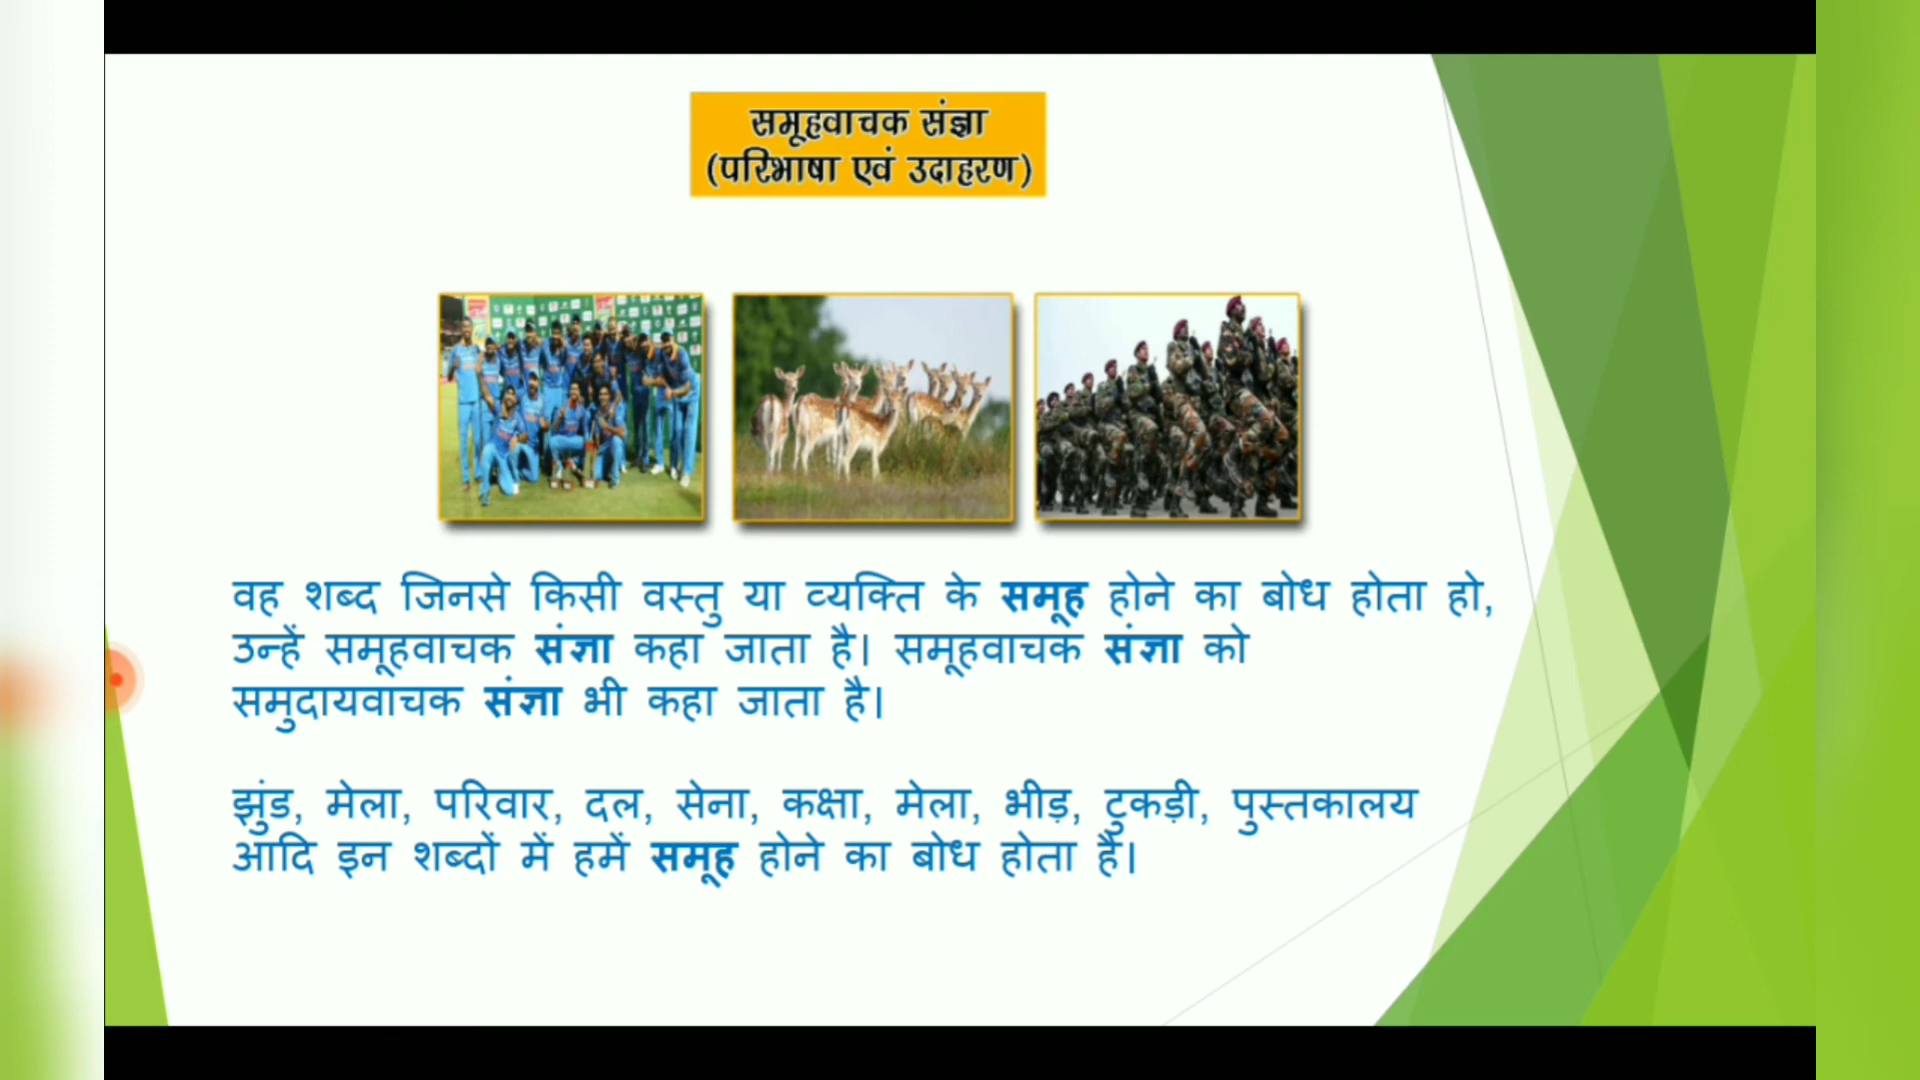 समूहवाचक संज्ञा
(परिभाषा एवं उदाहरण)
वह शब्द जिनसे किसी वस्तु या व्यक्ति के समूह होने का बोध होता हो,
उन्हें समूहवाचक संज्ञा कहा जाता है। समूहवाचक संज्ञा को
समुदायवाचक संज्ञा भी कहा जाता है।
झुंड, मेला, परिवार, दल, सेना, कक्षा, मेला, भीड़, टुकड़ी, पुस्तकालय
आदि इन शब्दों में हमें समूह होने का बोध होता है।